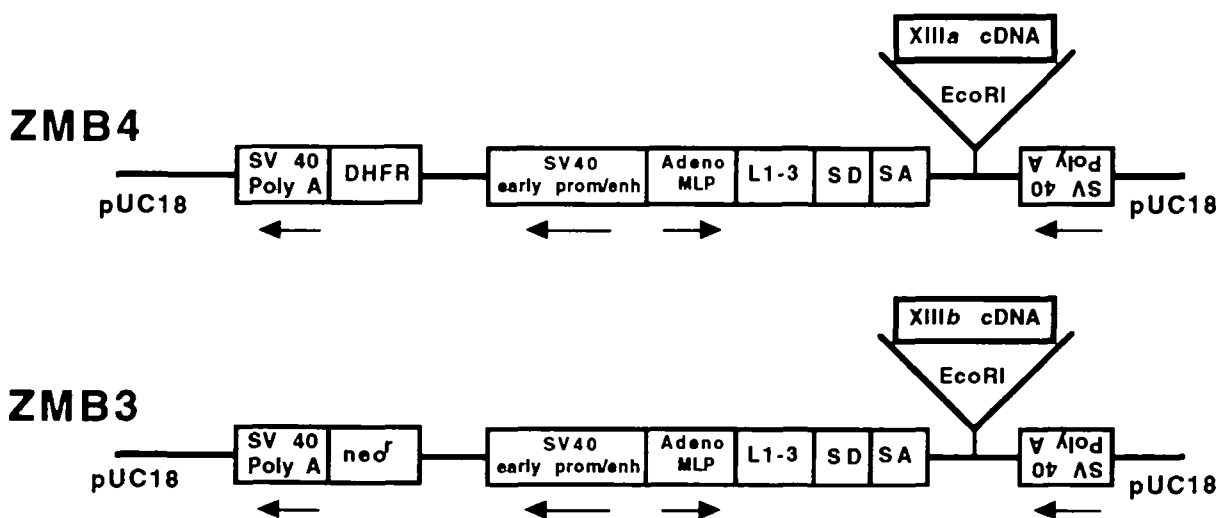 XIIIa cDNA
EcoRI
ZMB4
SV 40
Poly A
DHFR
SV40
early prom/enh
Adeno
MLP
L1-3
SD
SA
SV 40
Poly A
pUC18
pUC18
XIIIb cDNA
EcoRI
ZMB3
SV 40
Poly A
neoʳ
SV40
early prom/enh
Adeno
MLP
L1-3
SD
SA
SV 40
Poly A
pUC18
pUC18